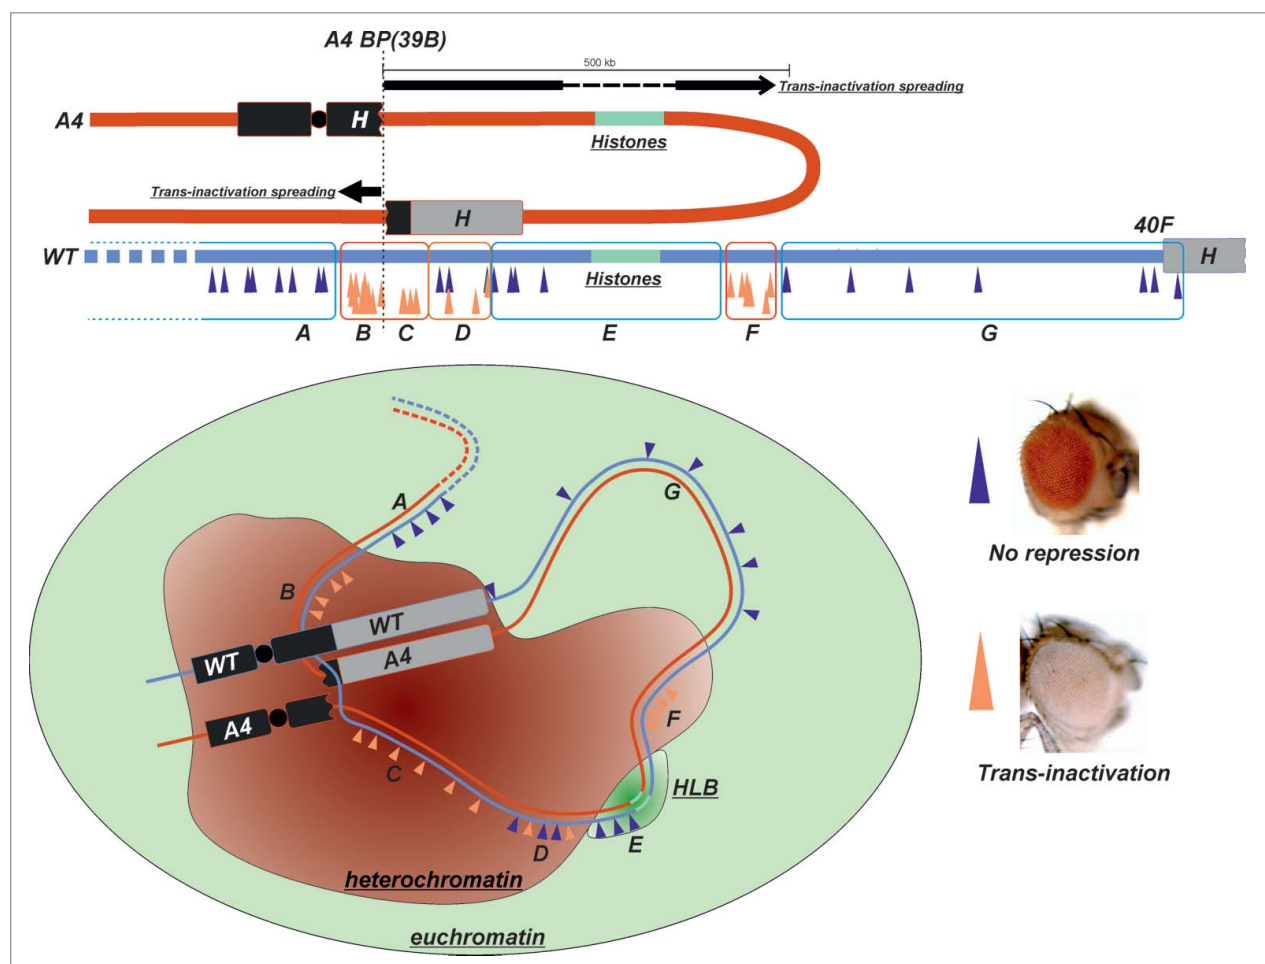 A4 BP(39B)
500 kb
Trans-inactivation spreading
A4
H
Histones
Trans-inactivation spreading
H
40F
WT
H
Histones
A
B
C
D
E
F
G
A
G
B
WT
WT
A4
A4
F
C
HLB
D
E
heterochromatin
euchromatin
No repression
Trans-inactivation